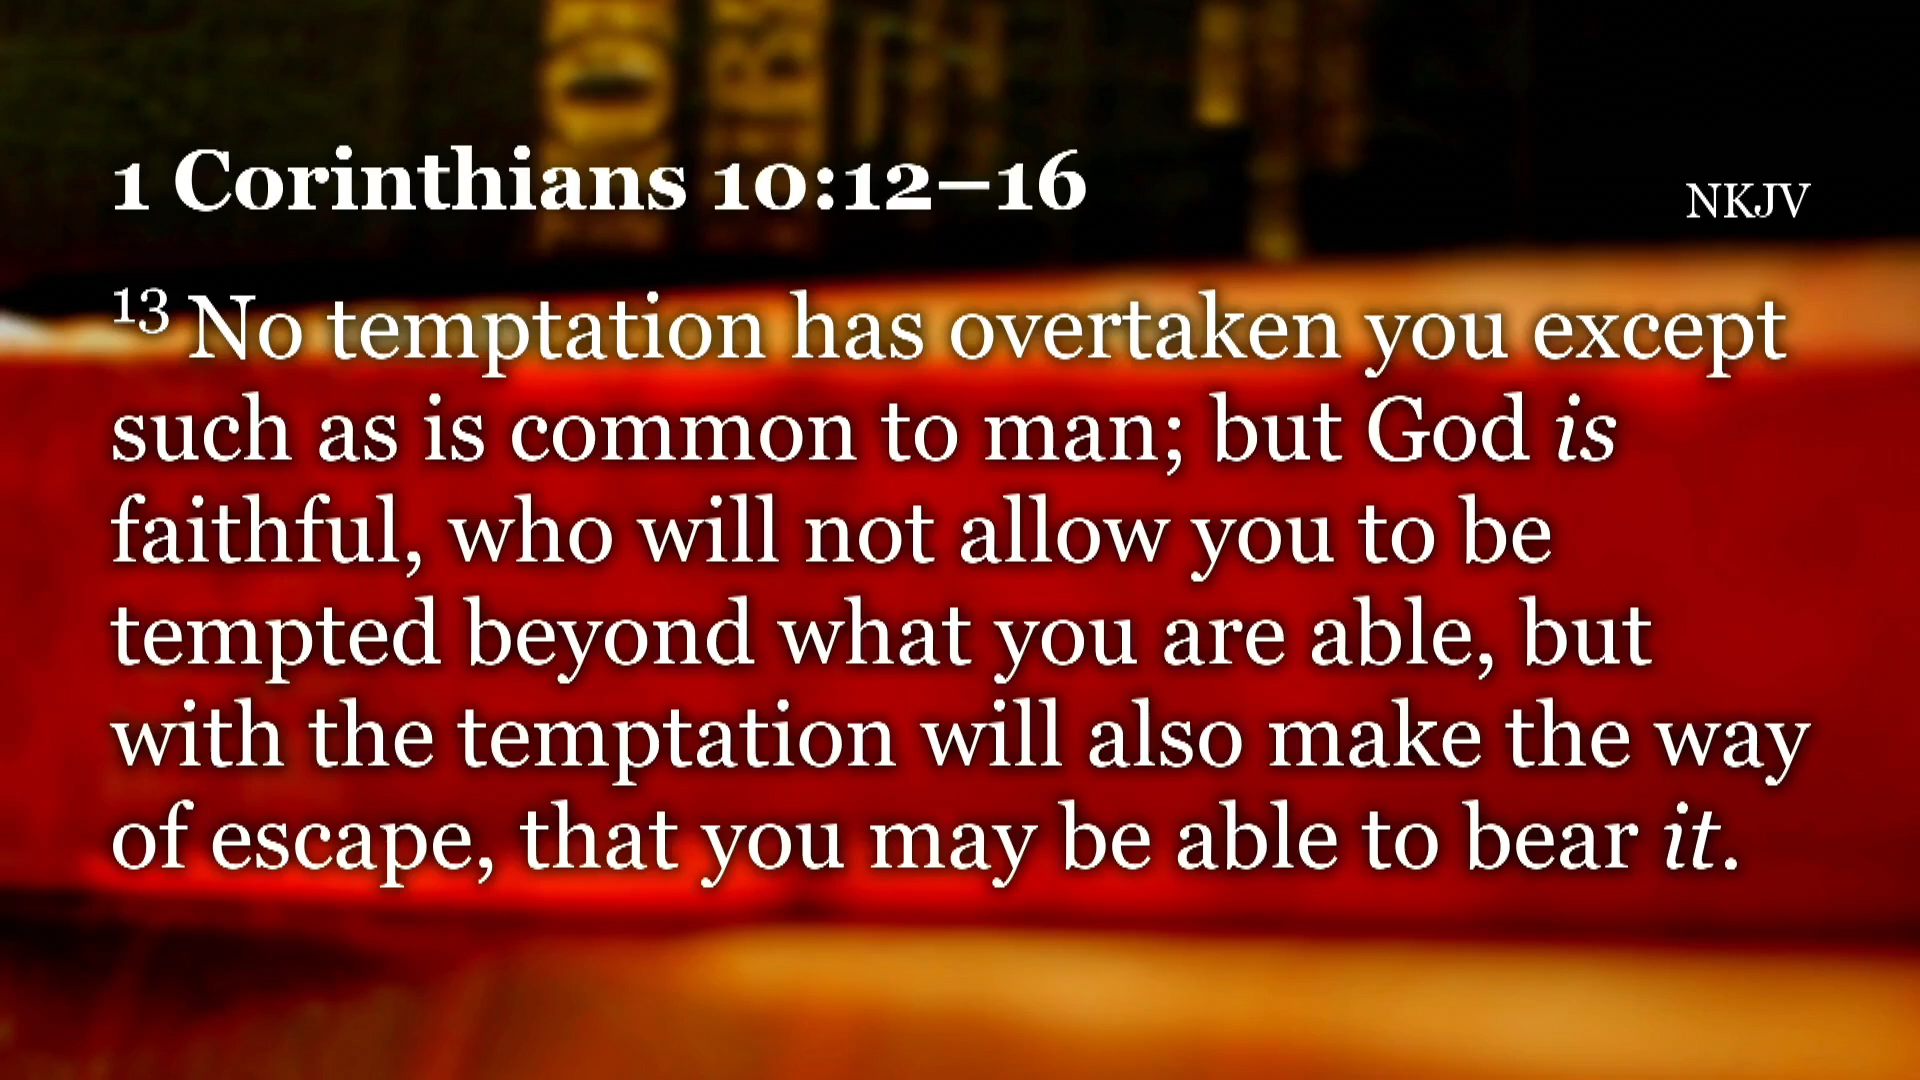 1 Corinthians 10:12–16
NKJV
13 No temptation has overtaken you except
such as is common to man; but God is
faithful, who will not allow you to be
tempted beyond what you are able, but
with the temptation will also make the way
of escape, that you may be able to bear it.